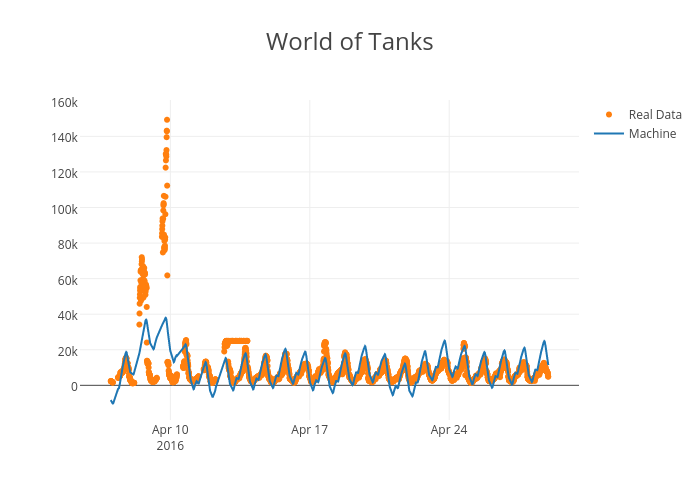 World of Tanks
160k
140k
120k
100k
80k
60k
40k
20k
0
Apr 10
2016
Apr 17
Apr 24
Real Data
Machine